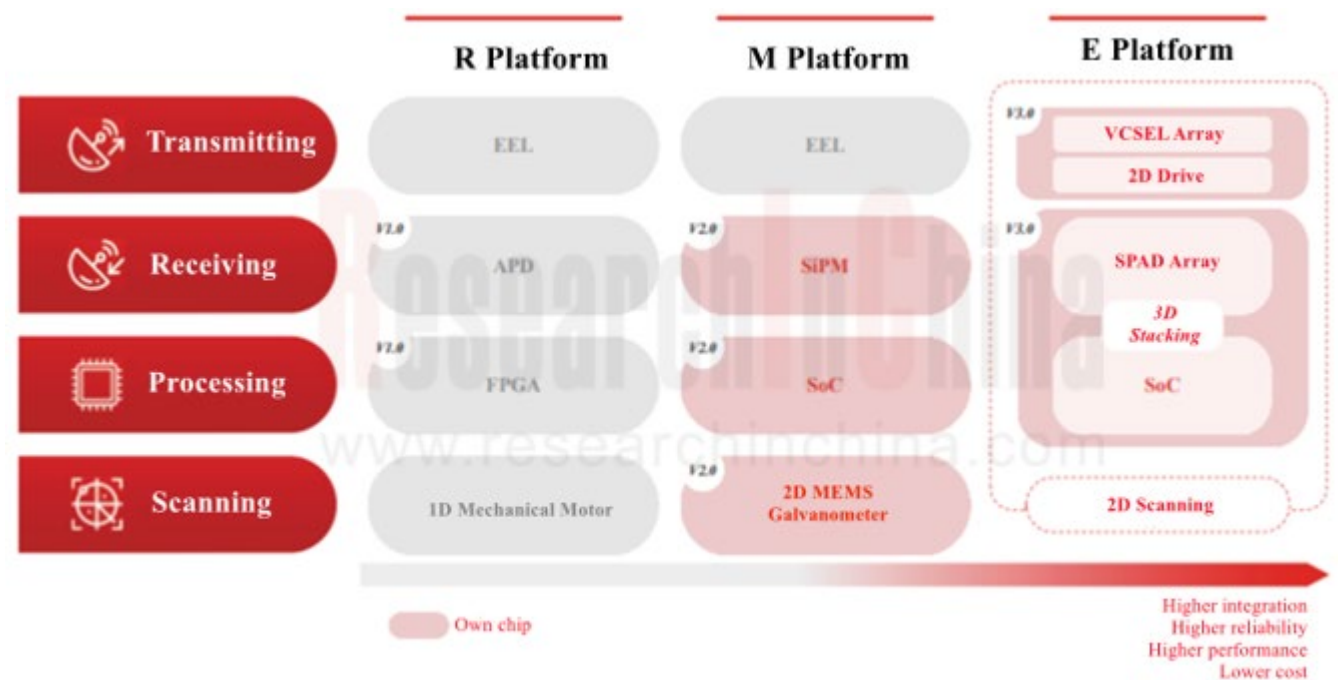 R Platform
M Platform
E Platform
Transmitting
EEL
EEL
V3.0
VCSEL Array
2D Drive
Receiving
V1.0
APD
V2.0
SiPM
V3.0
SPAD Array
3D
Stacking
Processing
V1.0
FPGA
V2.0
SoC
SoC
Scanning
1D Mechanical Motor
V2.0
2D MEMS
Galvanometer
2D Scanning
ResearchInChina
www.researchinchina.com
Own chip
Higher integration
Higher reliability
Higher performance
Lower cost